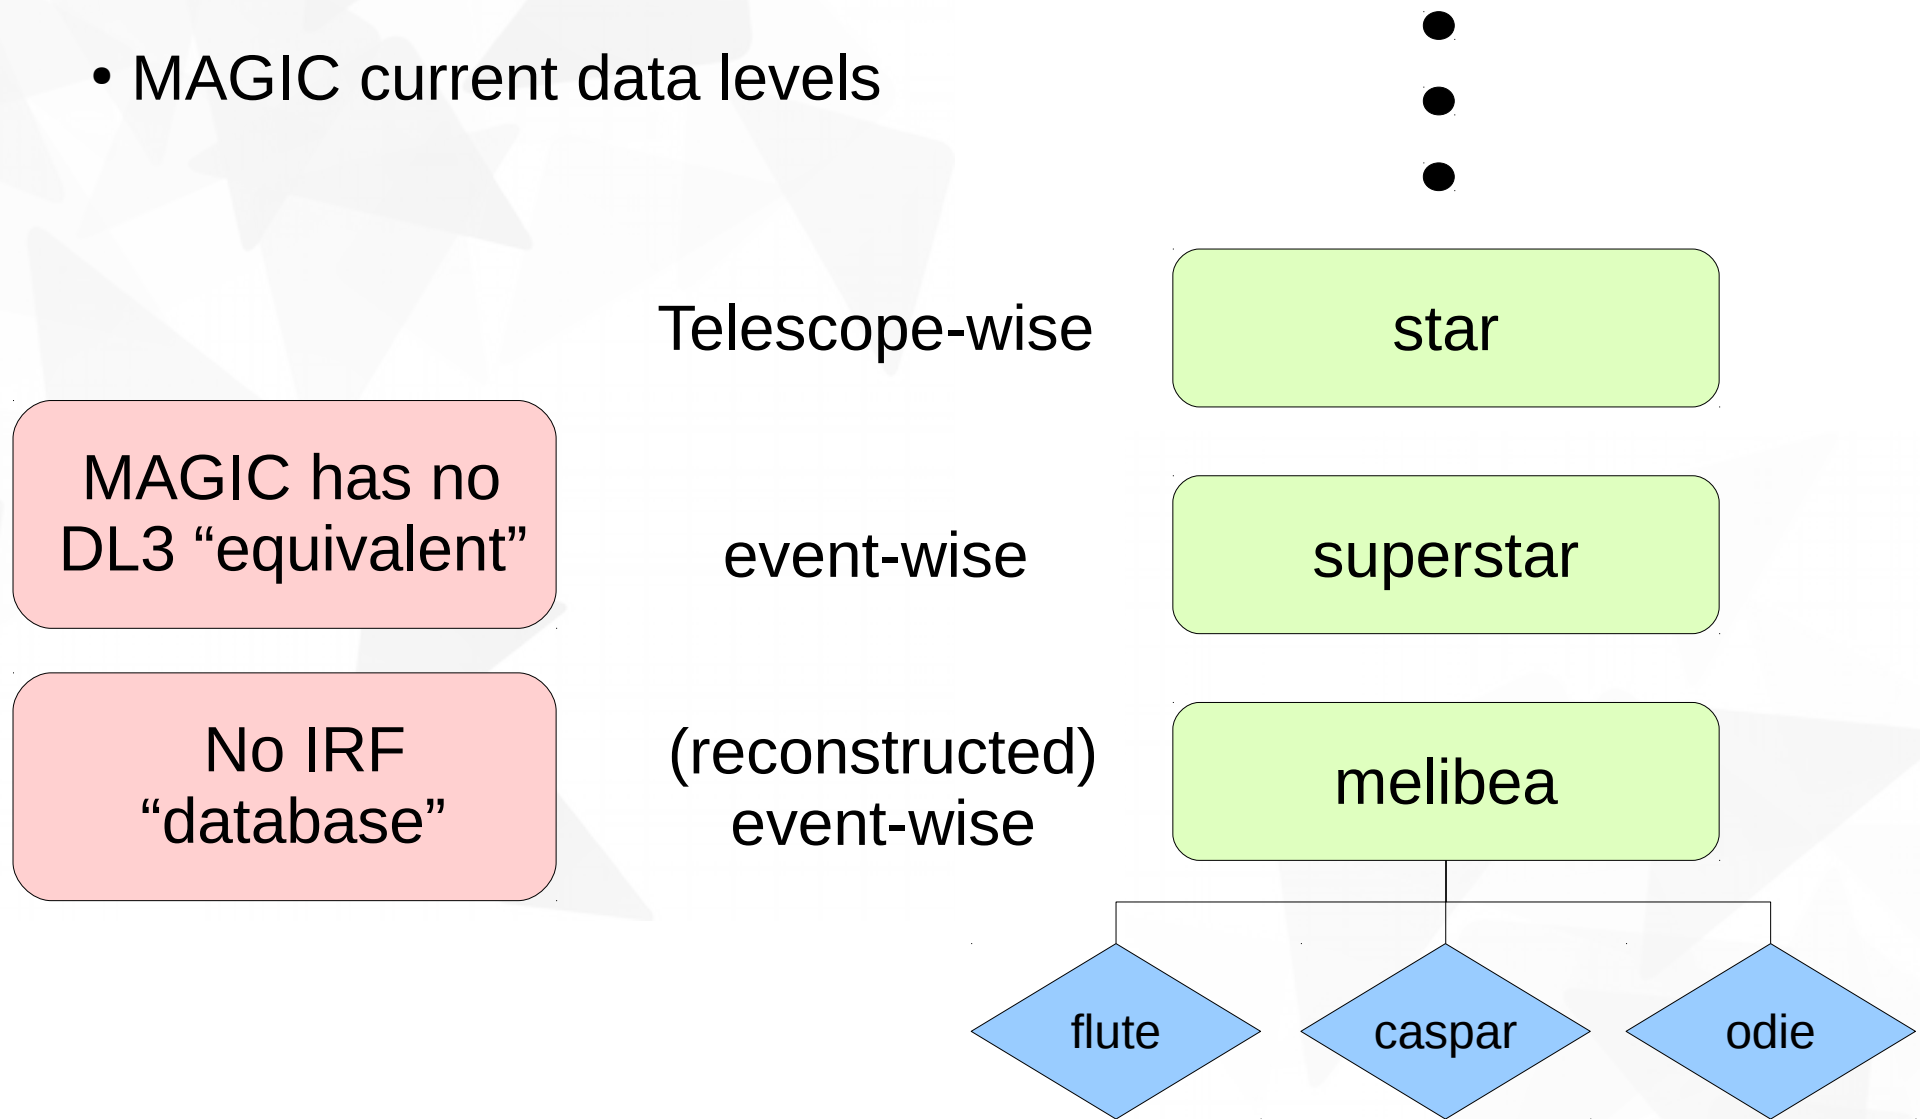 • MAGIC current data levels
Telescope-wise
star
MAGIC has no
DL3 “equivalent”
event-wise
superstar
No IRF
“database”
(reconstructed)
event-wise
melibea
flute
caspar
odie